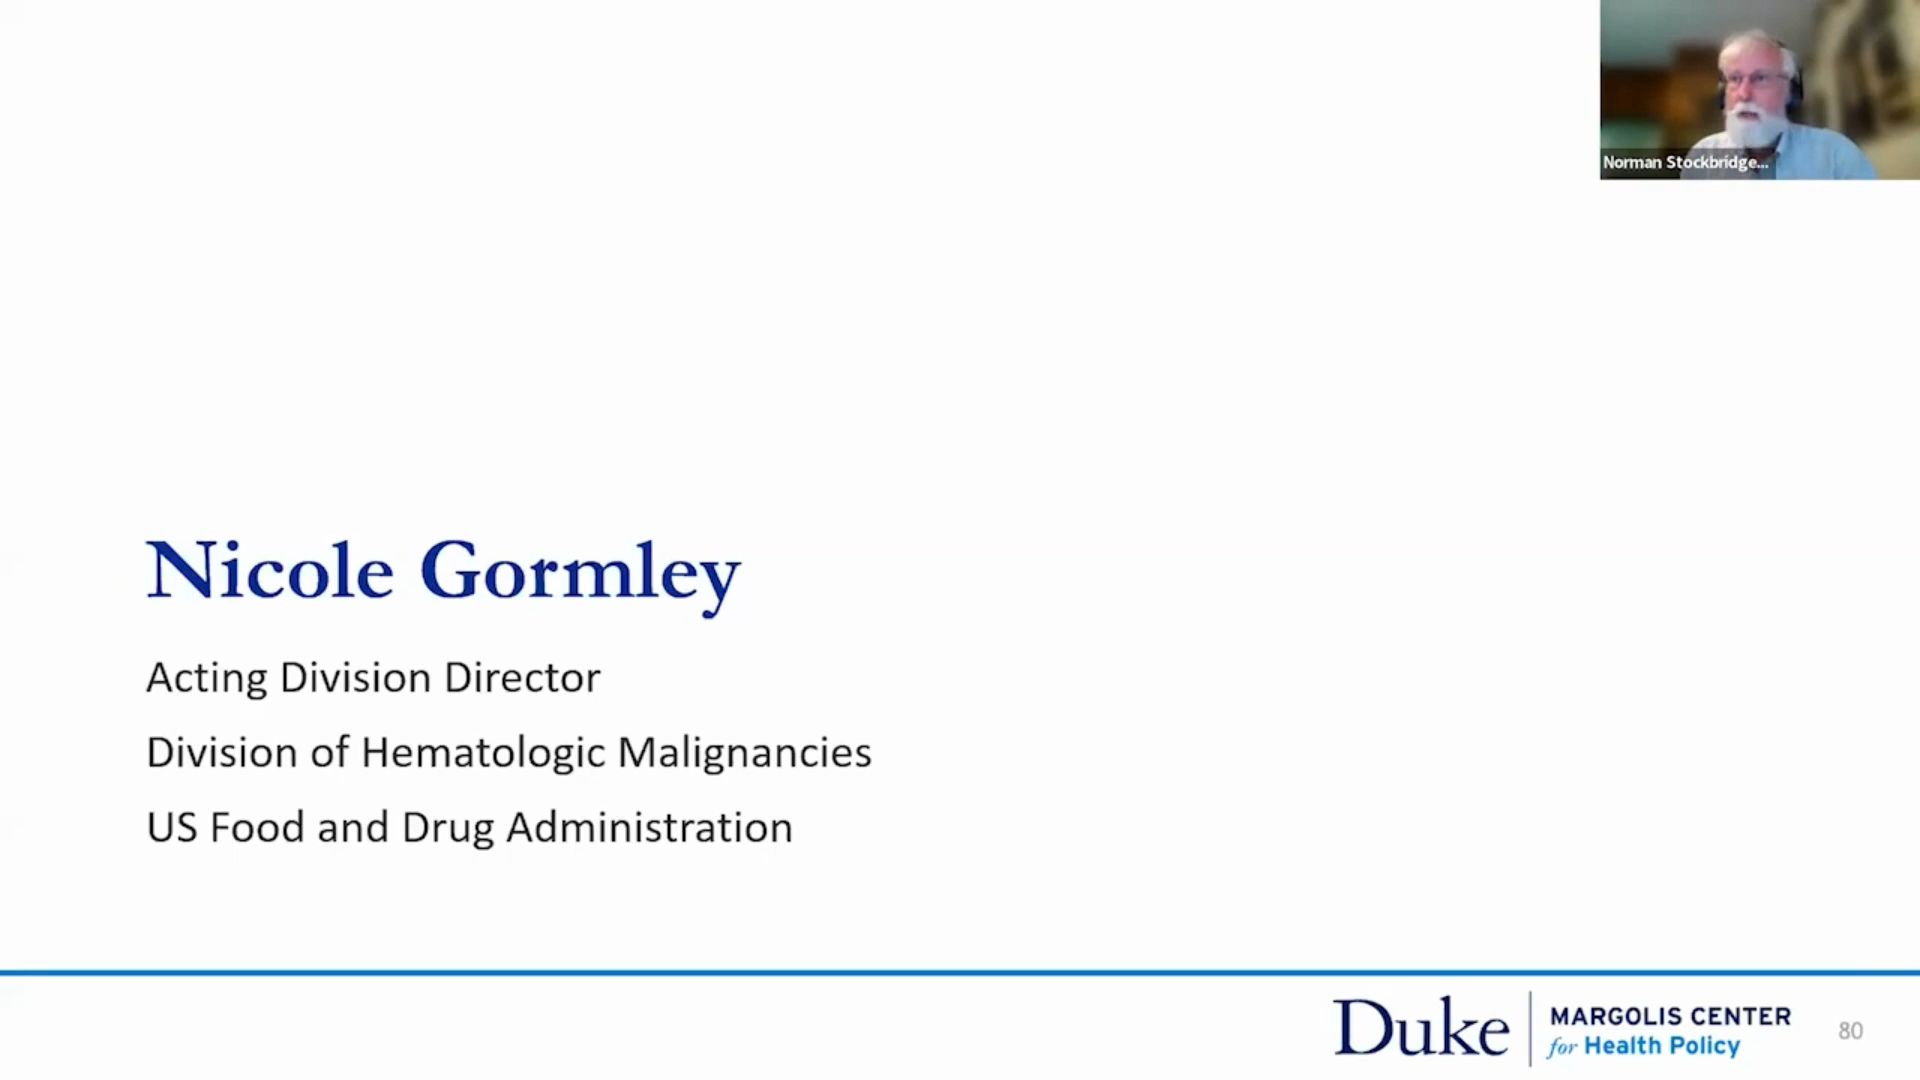 Norman Stockbridge...
Nicole Gormley
Acting Division Director
Division of Hematologic Malignancies
US Food and Drug Administration
Duke
MARGOLIS CENTER
for Health Policy
80